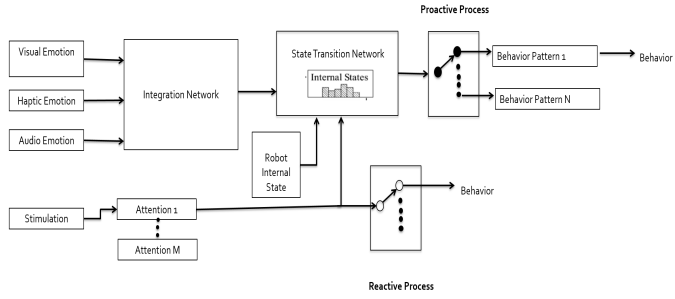 Proactive Process
Visual Emotion
Haptic Emotion
Audio Emotion
Integration Network
State Transition Network
Internal States
Behavior Pattern 1
Behavior
Behavior Pattern N
Robot
Internal
State
Stimulation
Attention 1
Attention M
Behavior
Reactive Process